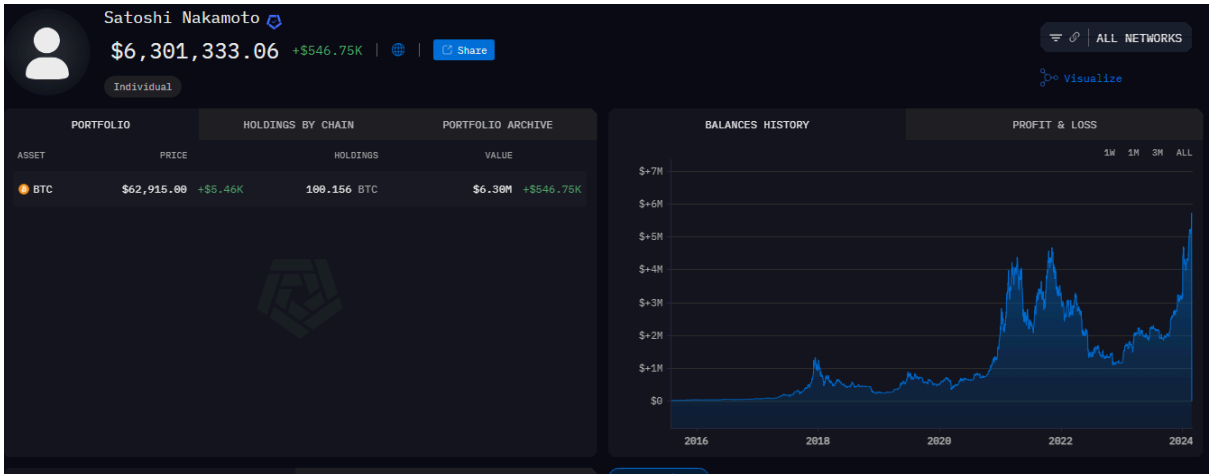 Satoshi Nakamoto
$6,301,333.06 +$546.75K Share
Individual
ALL NETWORKS
Visualize
PORTFOLIO HOLDINGS BY CHAIN PORTFOLIO ARCHIVE
ASSET PRICE HOLDINGS VALUE
BTC $62,915.00 +$5.46K 100.156 BTC $6.30M +$546.75K
BALANCES HISTORY PROFIT & LOSS
1W 1M 3M ALL
$+7M
$+6M
$+5M
$+4M
$+3M
$+2M
$+1M
$0
2016 2018 2020 2022 2024